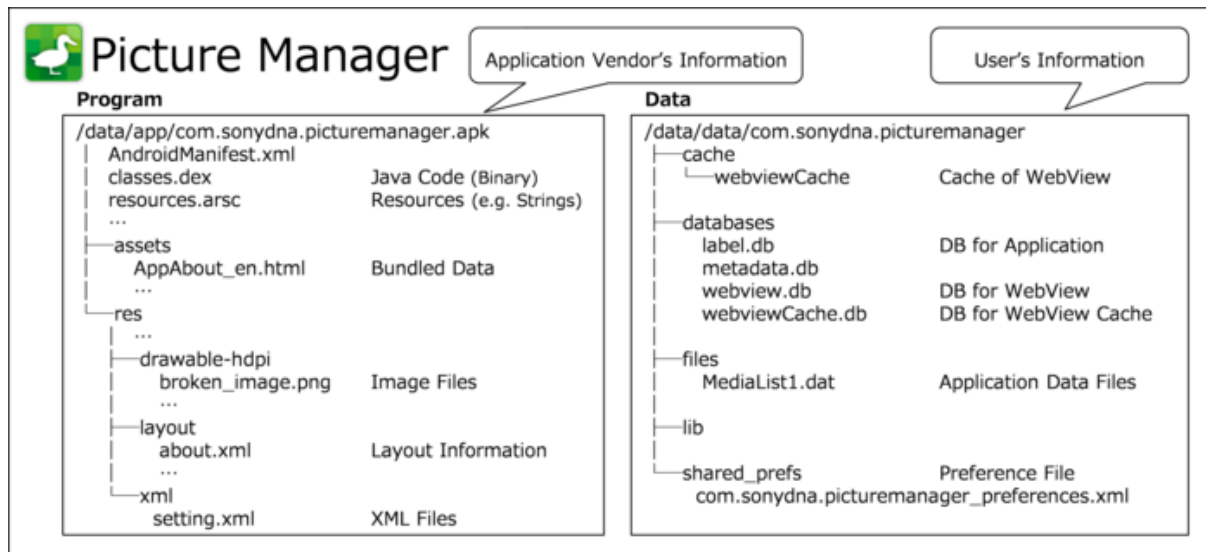 Picture Manager
Application Vendor's Information
User's Information
Program
/data/app/com.sonydna.picturemanager.apk
AndroidManifest.xml
classes.dex Java Code (Binary)
resources.arsc Resources (e.g. Strings)
...
assets
AppAbout_en.html Bundled Data
...
res
...
drawable-hdpi
broken_image.png Image Files
...
layout
about.xml Layout Information
...
xml
setting.xml XML Files
Data
/data/data/com.sonydna.picturemanager
cache
webviewCache Cache of WebView
databases
label.db DB for Application
metadata.db
webview.db DB for WebView
webviewCache.db DB for WebView Cache
files
MediaList1.dat Application Data Files
lib
shared_prefs Preference File
com.sonydna.picturemanager_preferences.xml